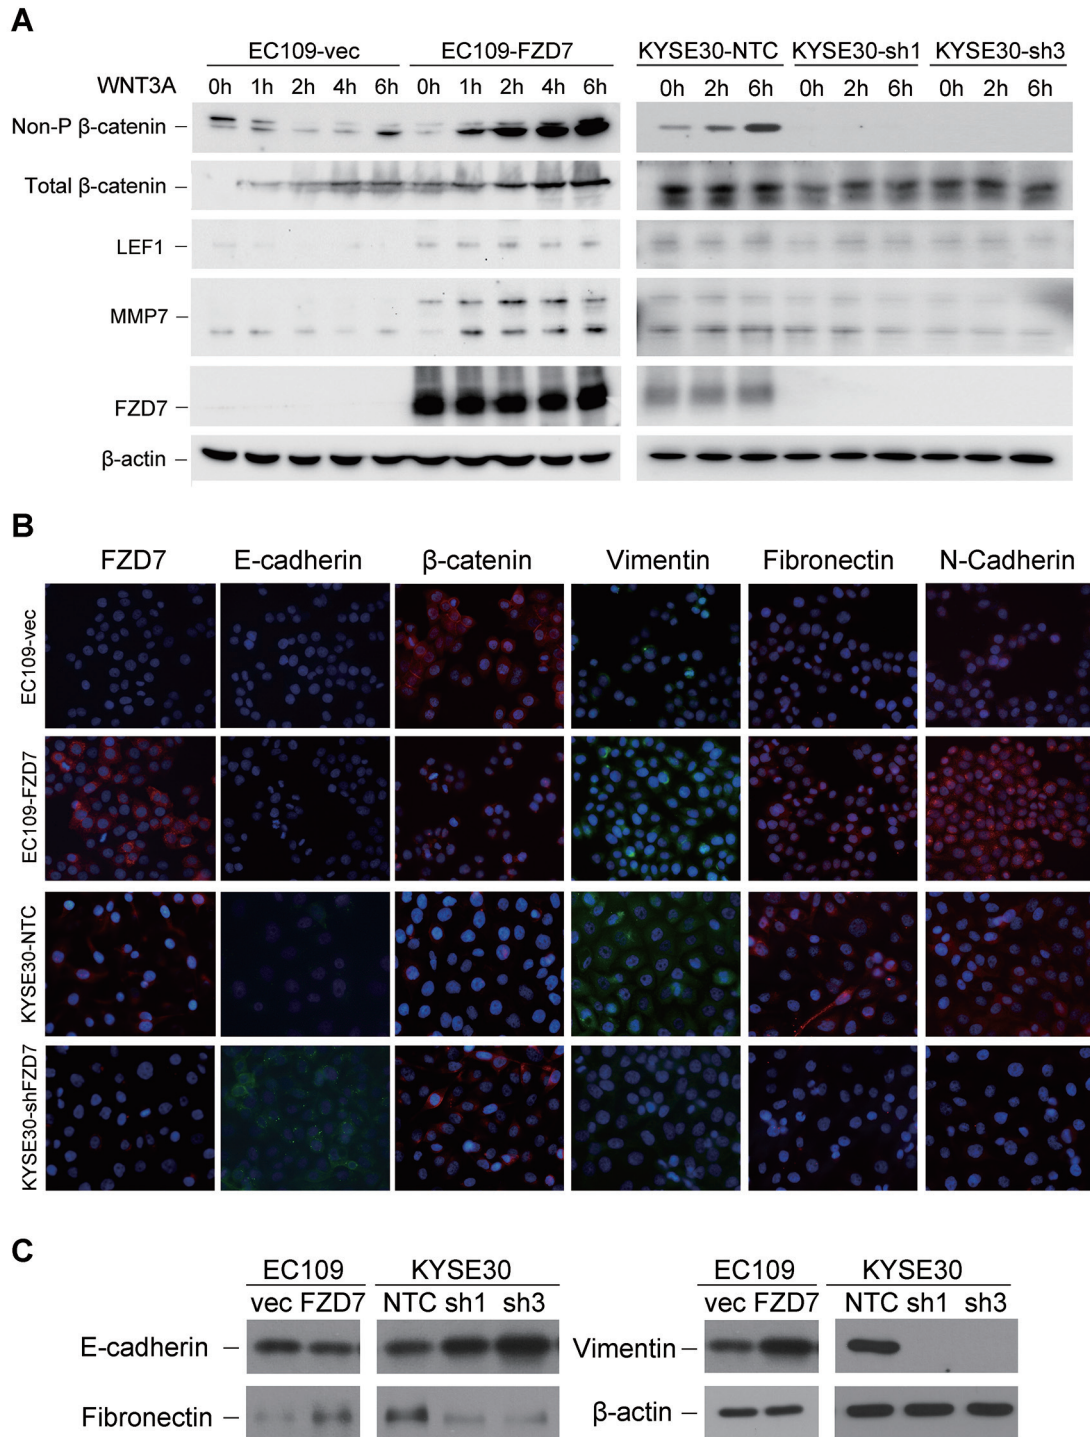 A
EC109-vec EC109-FZD7 KYSE30-NTC KYSE30-sh1 KYSE30-sh3
WNT3A 0h 1h 2h 4h 6h 0h 1h 2h 4h 6h 0h 2h 6h 0h 2h 6h 0h 2h 6h
Non-P β-catenin
Total β-catenin
LEF1
MMP7
FZD7
β-actin
B
FZD7 E-cadherin β-catenin Vimentin Fibronectin N-Cadherin
EC109-vec
EC109-FZD7
KYSE30-NTC
KYSE30-shFZD7
C
EC109 KYSE30 EC109 KYSE30
vec FZD7 NTC sh1 sh3 vec FZD7 NTC sh1 sh3
E-cadherin Vimentin
Fibronectin β-actin